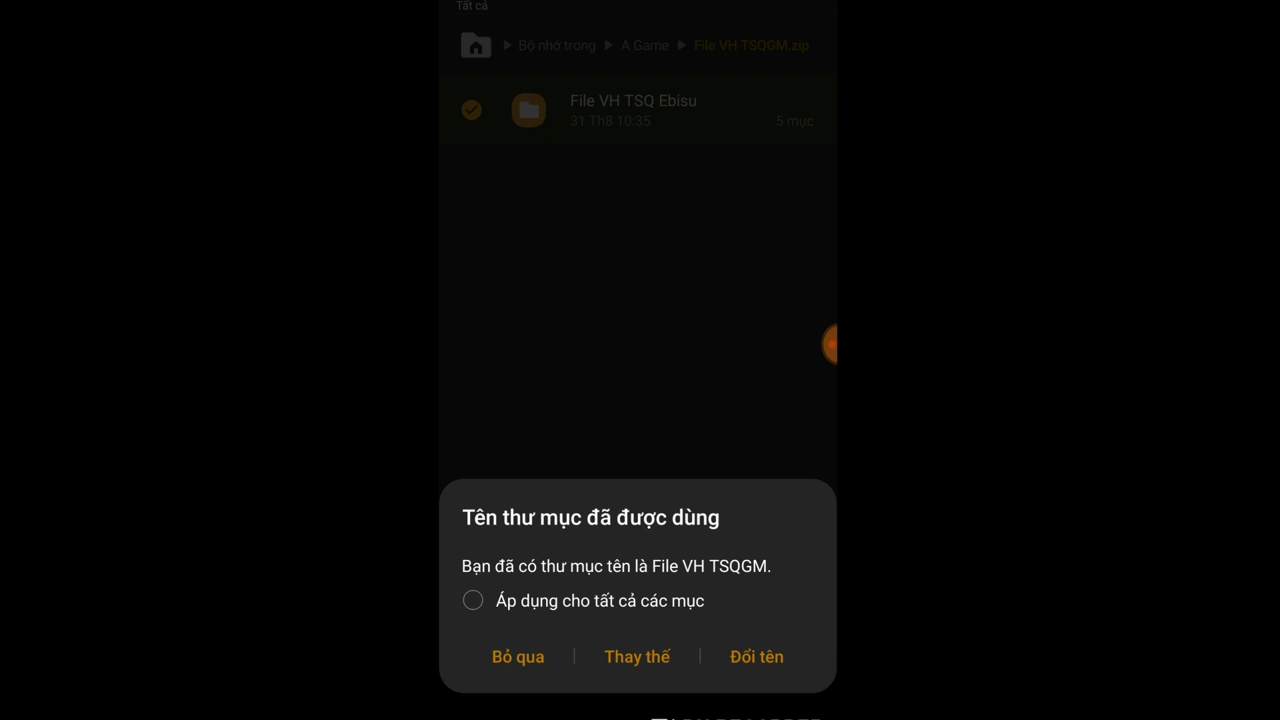 Tất cả
Bộ nhớ trong ▶ A Game ▶ File VH TSQGM.zip
File VH TSQ Ebisu
31 Th8 10:35
5 mục
Tên thư mục đã được dùng
Bạn đã có thư mục tên là File VH TSQGM.
Áp dụng cho tất cả các mục
Bỏ qua | Thay thế | Đổi tên